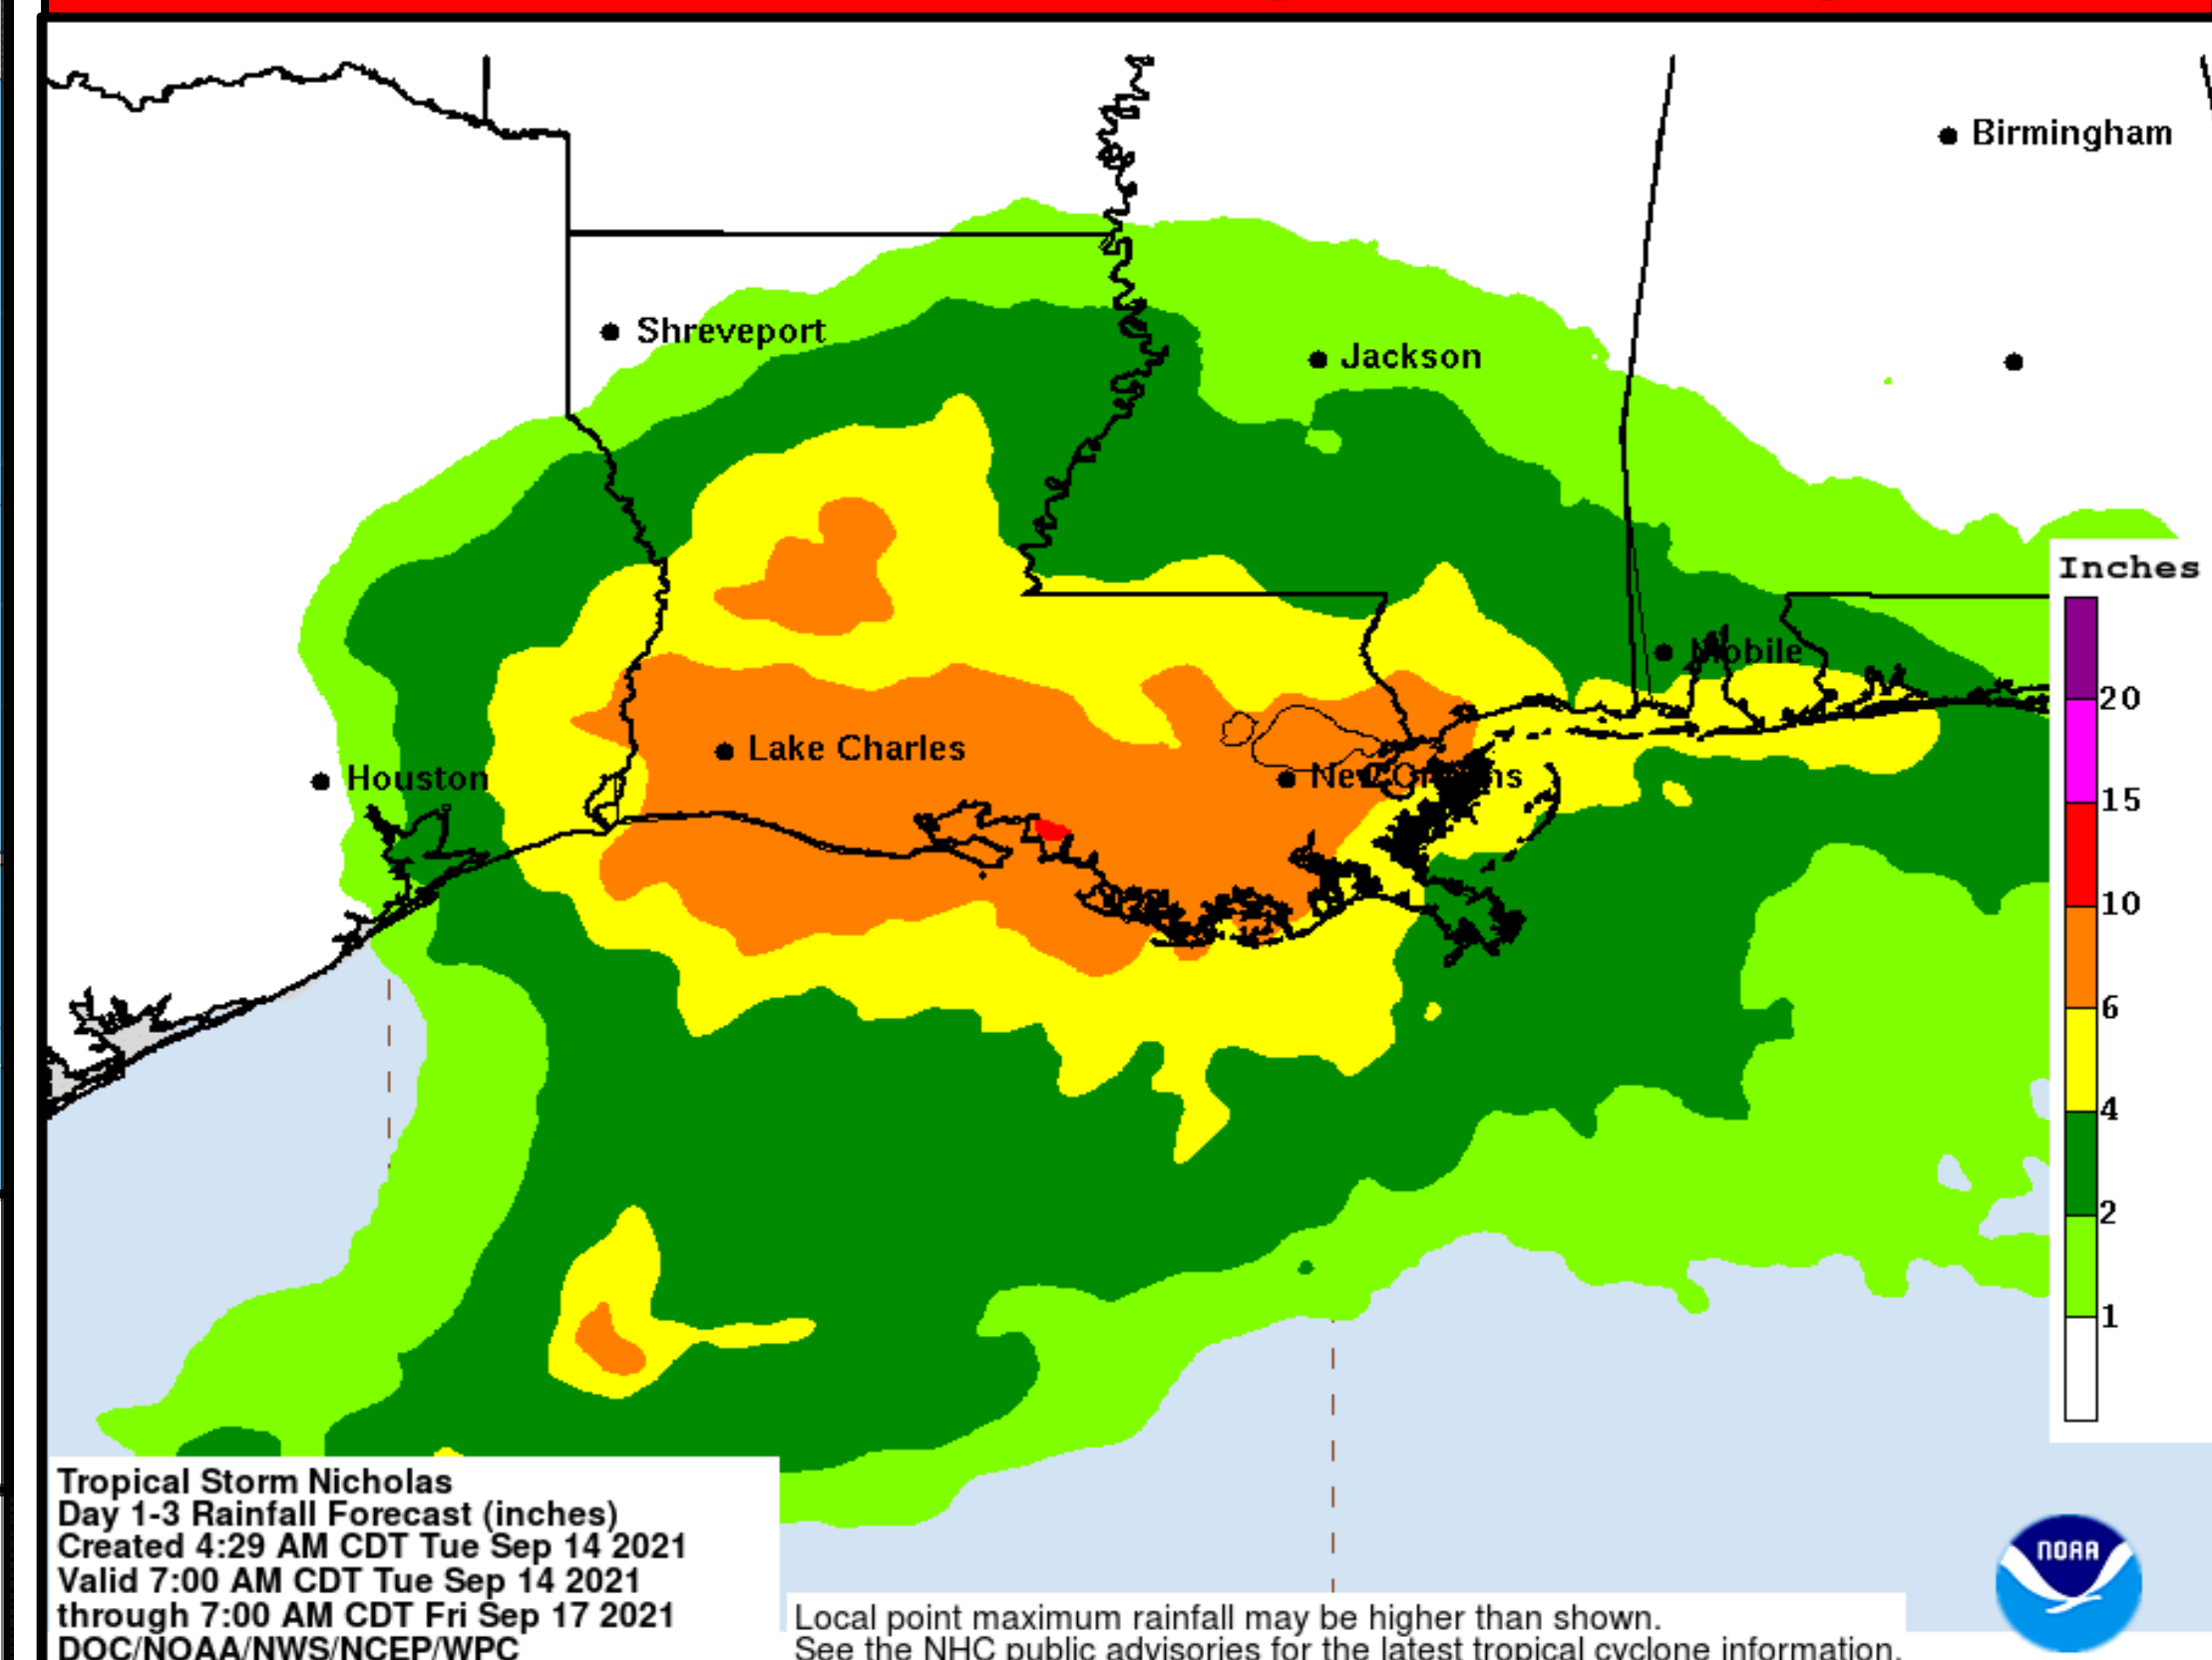 Birmingham
Shreveport
Jackson
Inches
Mobile
20
Lake Charles
Houston
New Orleans
15
10
6
4
2
1
Tropical Storm Nicholas
Day 1-3 Rainfall Forecast (inches)
Created 4:29 AM CDT Tue Sep 14 2021
Valid 7:00 AM CDT Tue Sep 14 2021
through 7:00 AM CDT Fri Sep 17 2021
DOC/NOAA/NWS/NCEP/WPC
Local point maximum rainfall may be higher than shown.
See the NHC public advisories for the latest tropical cyclone information.
NOAA